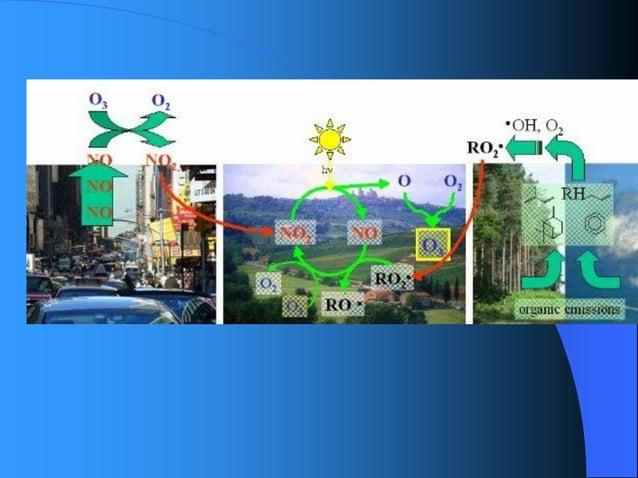 O3 O2
NO NO2
NO
NO
hν
O O2
NO2 NO O3
O2 RO2•
O3 RO •
•OH, O2
RO2•
RH
organic emissions